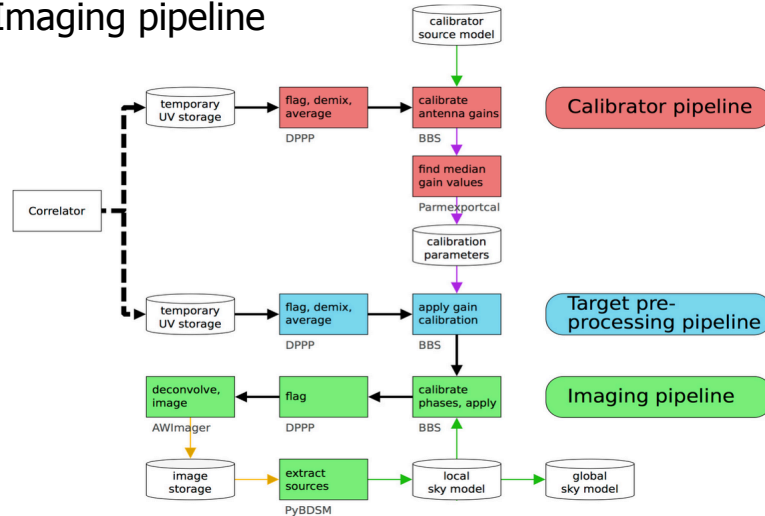 Imaging pipeline
calibrator
source model
temporary
UV storage
flag, demix,
average
DPPP
calibrate
antenna gains
BBS
Calibrator pipeline
find median
gain values
Parmexportcal
Correlator
calibration
parameters
temporary
UV storage
flag, demix,
average
DPPP
apply gain
calibration
BBS
Target pre-
processing pipeline
deconvolve,
image
AWImager
flag
DPPP
calibrate
phases, apply
BBS
Imaging pipeline
image
storage
extract
sources
PyBDSM
local
sky model
global
sky model